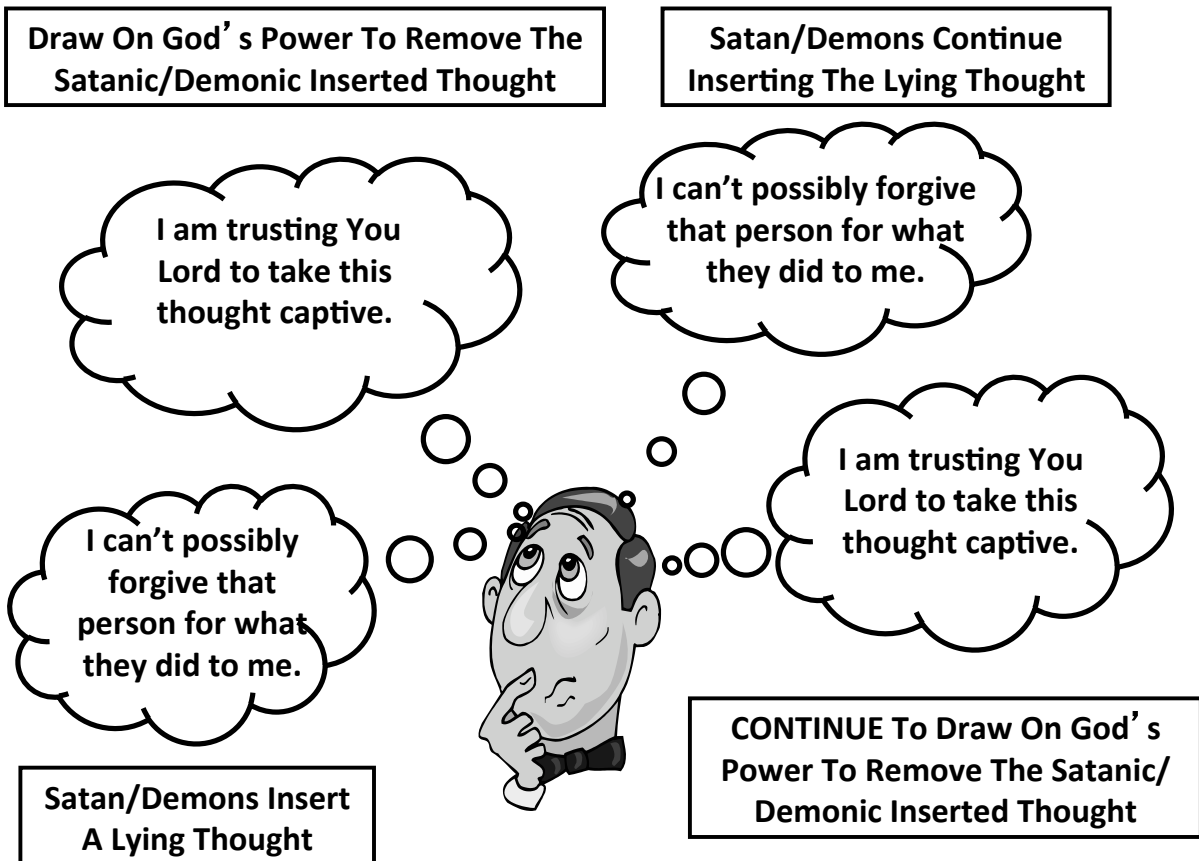 Draw On God's Power To Remove The
Satanic/Demonic Inserted Thought
Satan/Demons Continue
Inserting The Lying Thought
I am trusting You
Lord to take this
thought captive.
I can't possibly forgive
that person for what
they did to me.
I can't possibly
forgive that
person for what
they did to me.
I am trusting You
Lord to take this
thought captive.
Satan/Demons Insert
A Lying Thought
CONTINUE To Draw On God's
Power To Remove The Satanic/
Demonic Inserted Thought